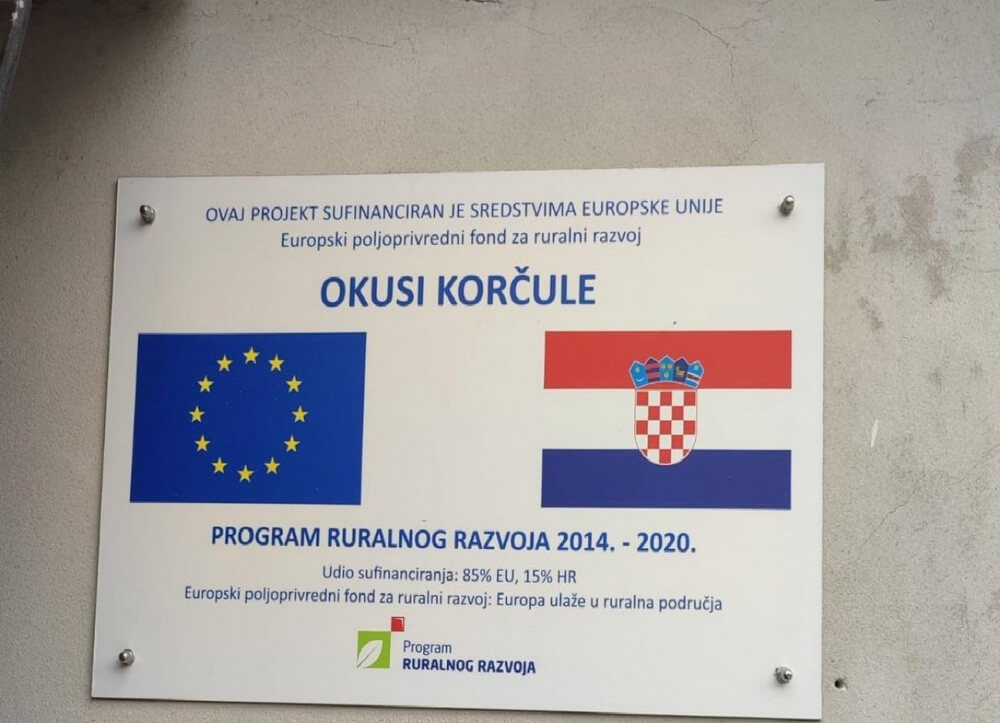 OVAJ PROJEKT SUFINANCIRAN JE SREDSTVIMA EUROPSKE UNIJE
Europski poljoprivredni fond za ruralni razvoj
OKUSI KORČULE
PROGRAM RURALNOG RAZVOJA 2014. - 2020.
Udio sufinanciranja: 85% EU, 15% HR
Europski poljoprivredni fond za ruralni razvoj: Europa ulaže u ruralna područja
Program
RURALNOG RAZVOJA